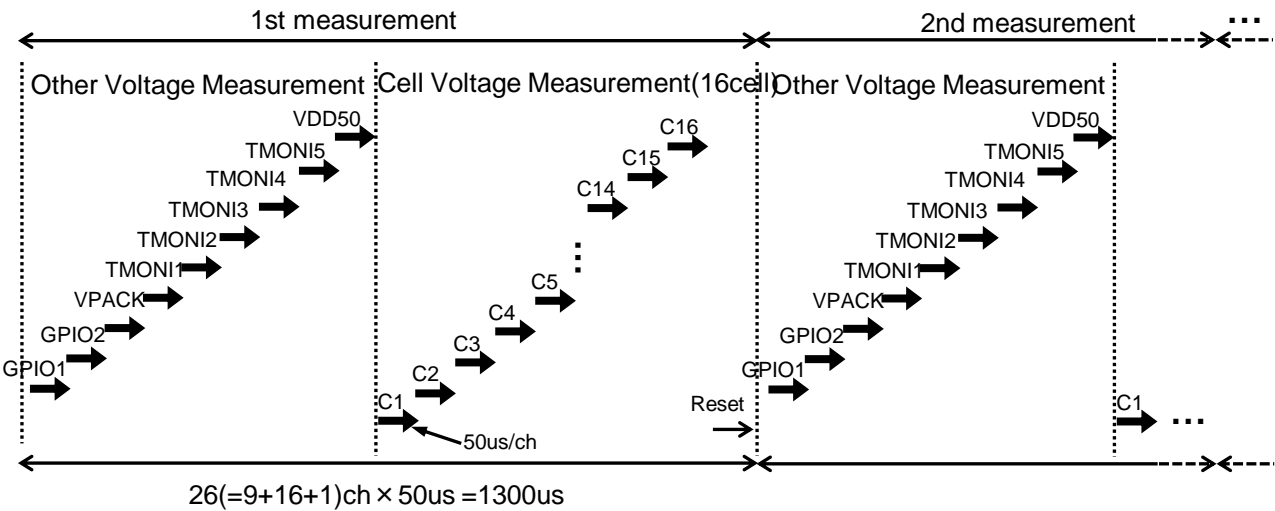 1st measurement
2nd measurement
...
Other Voltage Measurement
Cell Voltage Measurement(16cell)
Other Voltage Measurement
VDD50
TMONI5
TMONI4
TMONI3
TMONI2
TMONI1
VPACK
GPIO2
GPIO1
C16
C15
C14
⋮
C5
C4
C3
C2
C1
50us/ch
Reset
VDD50
TMONI5
TMONI4
TMONI3
TMONI2
TMONI1
VPACK
GPIO2
GPIO1
C1
...
26(=9+16+1)ch×50us=1300us